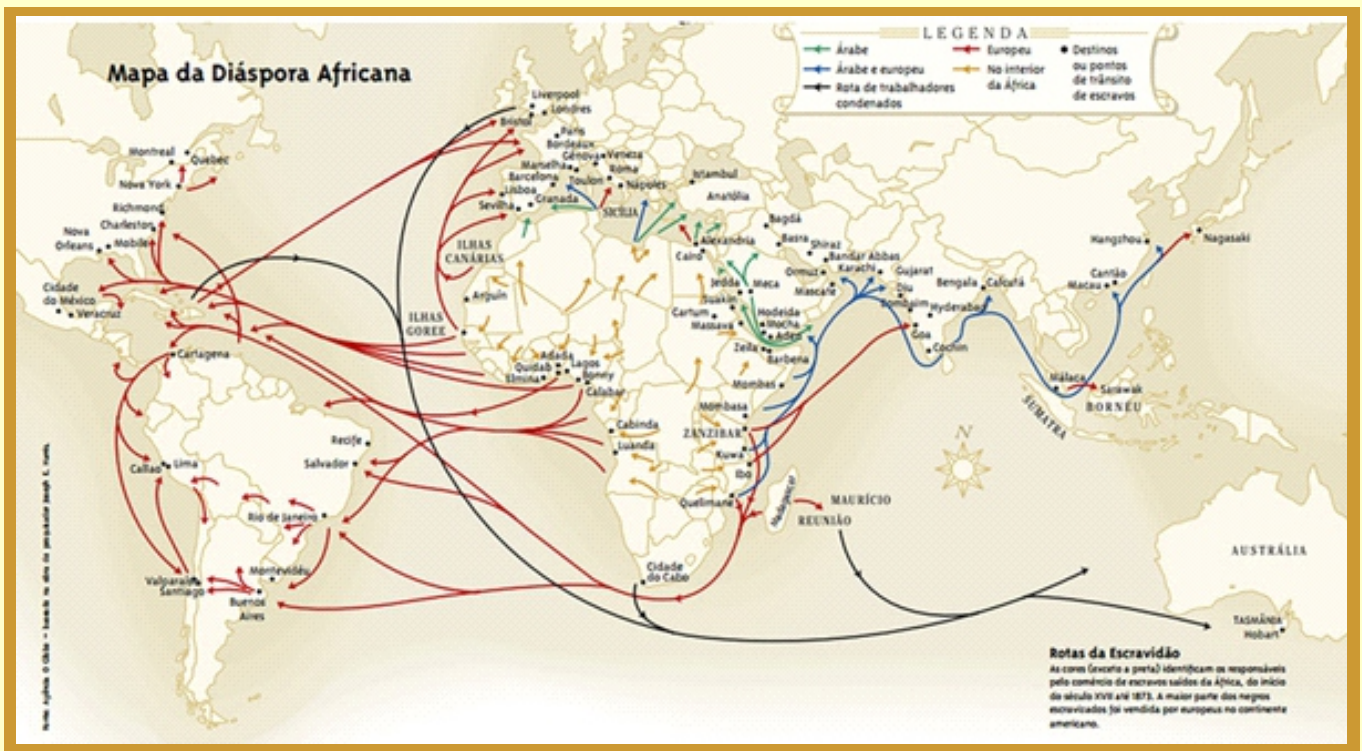 Mapa da Diáspora Africana
LEGENDA
Árabe
Árabe e europeu
Rota de trabalhadores
condenados
Europeu
No interior
da África
Destinos
ou pontos
de trânsito
de escravos
Liverpool
Londres
Bristol
Paris
Bordeaux
Gênova
Veneza
Marselha
Roma
Barcelona
Toulon
Nápoles
Lisboa
Granada
Sevilha
SICÍLIA
Istambul
Anatólia
Montreal
Quebec
Nova York
Richmond
Charleston
Nova
Orleans
Mobile
Cidade
do México
Veracruz
Cartagena
ILHAS
CANÁRIAS
Arguin
ILHAS
GOREE
Alexandria
Cairo
Bagdá
Basra
Shiraz
Bandar Abbas
Ormuz
Karachi
Gujarat
Mascate
Diu
Bombaim
Hyderabad
Bengala
Calcutá
Goa
Cochin
Hangzhou
Nagasaki
Cantão
Macau
Jedda
Meca
Suakin
Cartum
Massawa
Hodeida
Mocha
Aden
Zeila
Barbena
Adada
Quidab
Lagos
Elmina
Bonny
Calabar
Mombas
Mombasa
ZANZIBAR
Kuwa
Ibo
Quelimane
Madagascar
MAURÍCIO
REUNIÃO
Cabinda
Luanda
Málaca
Sarawak
BORNÉU
SUMATRA
N
Recife
Salvador
Callao
Lima
Rio de Janeiro
Valparaíso
Santiago
Montevidéu
Buenos
Aires
Cidade
do Cabo
AUSTRÁLIA
TASMÂNIA
Hobart
Rotas da Escravidão
As cores (exceto a preta) identificam os responsáveis
pelo comércio de escravos saídos da África, do início
do século XVII até 1873. A maior parte dos negros
escravizados foi vendida por europeus no continente
americano.